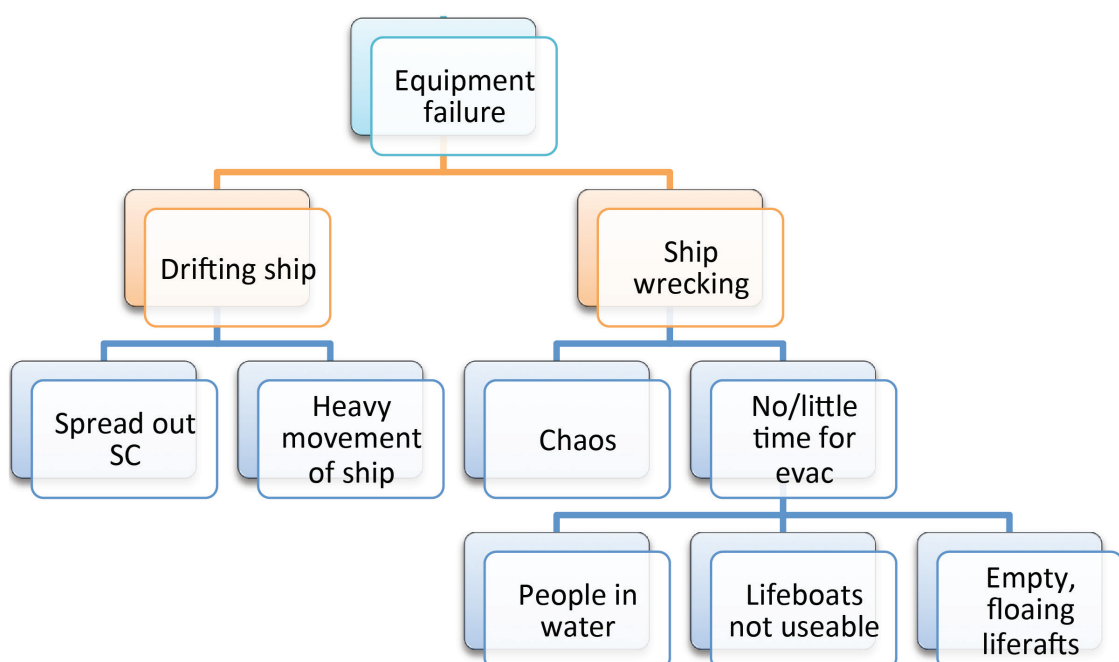 Equipment
failure
Drifting ship
Ship
wrecking
Spread out
SC
Heavy
movement
of ship
Chaos
No/little
time for
evac
People in
water
Lifeboats
not useable
Empty,
floaing
liferafts